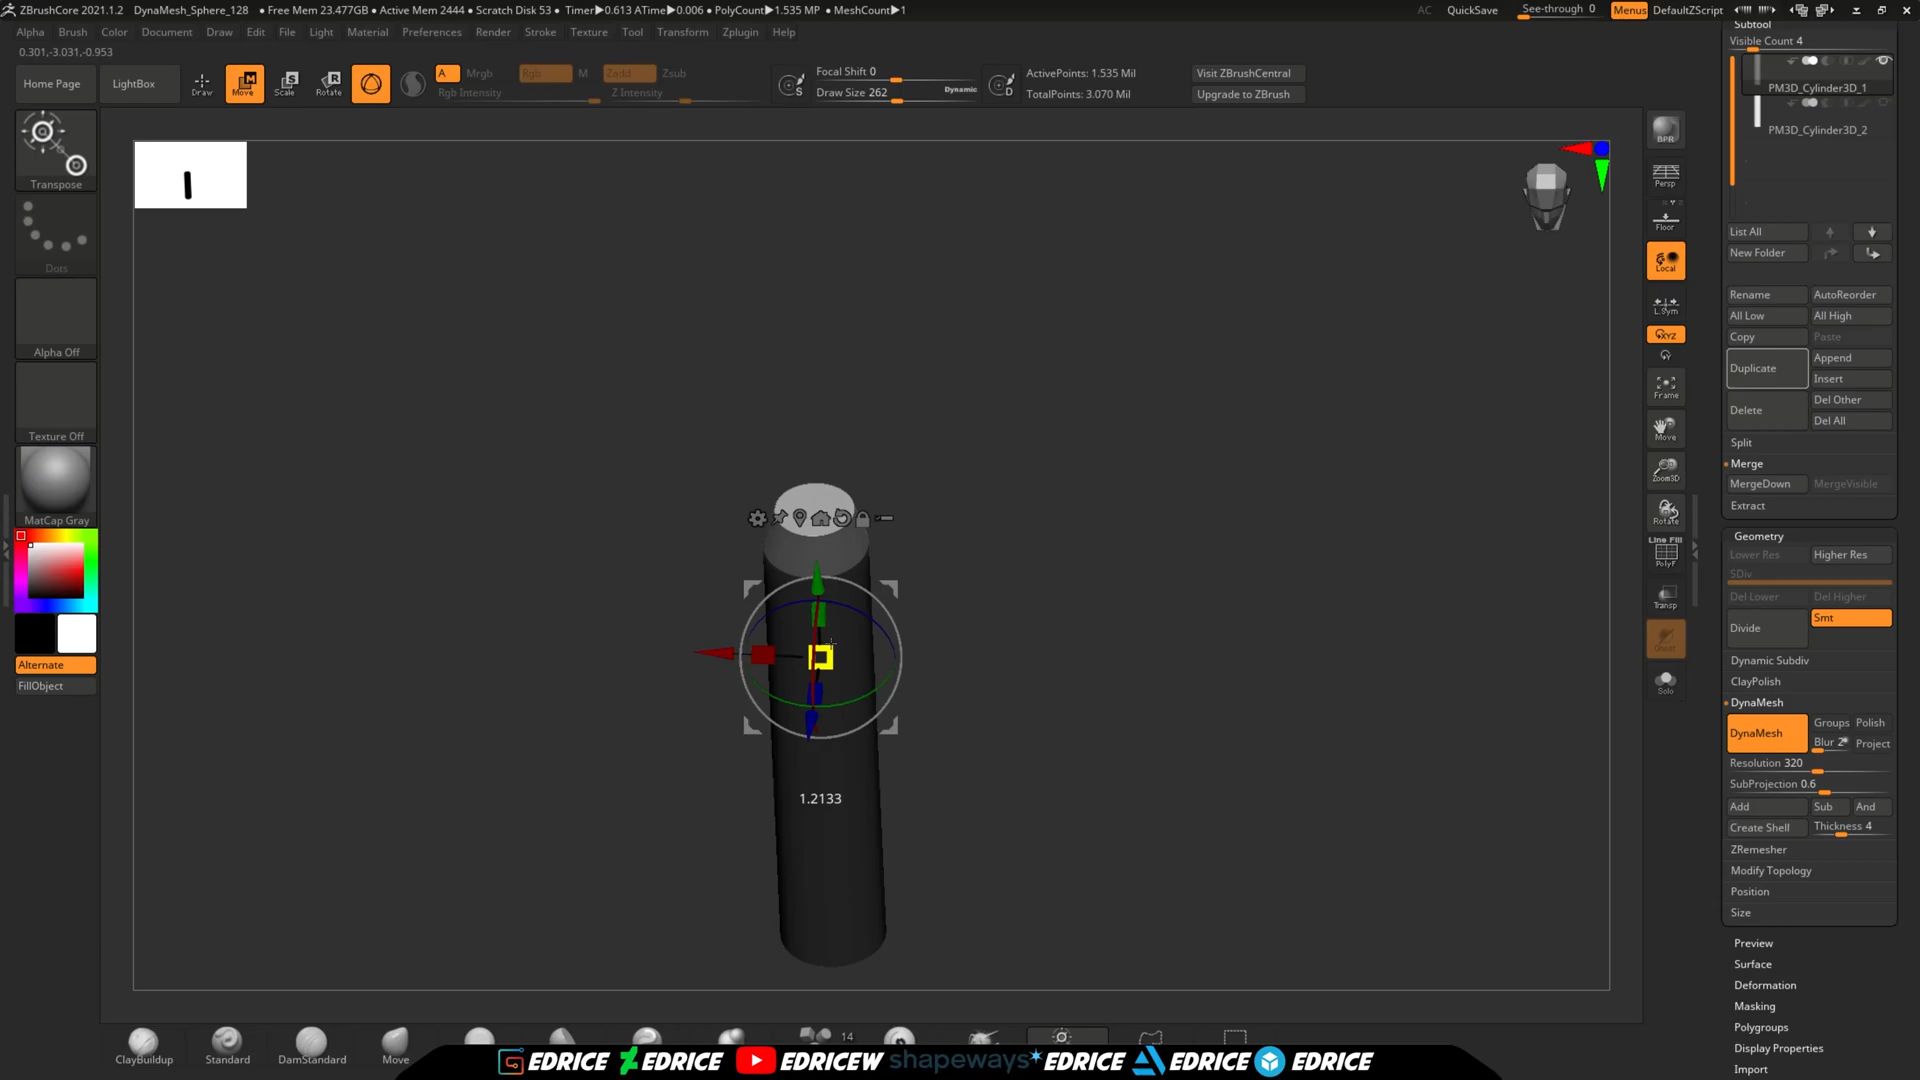 ZBrushCore 2021.1.2 DynaMesh_Sphere_128 • Free Mem 23.477GB • Active Mem 2444 • Scratch Disk 53 • Timer▶0.613 ATime▶0.006 • PolyCount▶1.535 MP • MeshCount▶1
AC QuickSave See-through 0 Menus DefaultZScript
Alpha Brush Color Document Draw Edit File Light Material Preferences Render Stroke Texture Tool Transform Zplugin Help
0.301,-3.031,-0.953
Home Page LightBox Draw Move Scale Rotate
A Mrgb Rgb M Zadd Zsub
Rgb Intensity Z Intensity
Focal Shift 0
Draw Size 262 Dynamic
S
D
ActivePoints: 1.535 Mil
TotalPoints: 3.070 Mil
Visit ZBrushCentral
Upgrade to ZBrush
Transpose
Dots
Alpha Off
Texture Off
MatCap Gray
Alternate
FillObject
1.2133
BPR
Persp
Floor
Local
L.Sym
XYZ
Frame
Move
Zoom3D
Rotate
Line Fill
PolyF
Transp
Ghost
Solo
Subtool
Visible Count 4
PM3D_Cylinder3D_1
PM3D_Cylinder3D_2
List All
New Folder
Rename AutoReorder
All Low All High
Copy Paste
Duplicate Append
Insert
Delete Del Other
Del All
Split
Merge
MergeDown MergeVisible
Extract
Geometry
Lower Res Higher Res
SDiv
Del Lower Del Higher
Divide Smt
Dynamic Subdiv
ClayPolish
DynaMesh
DynaMesh Groups Polish
Blur 2 Project
Resolution 320
SubProjection 0.6
Add Sub And
Create Shell Thickness 4
ZRemesher
Modify Topology
Position
Size
Preview
Surface
Deformation
Masking
Polygroups
Display Properties
Import
14
ClayBuildup Standard DamStandard Move
EDRICE EDRICE EDRICEW shapeways EDRICE EDRICE EDRICE